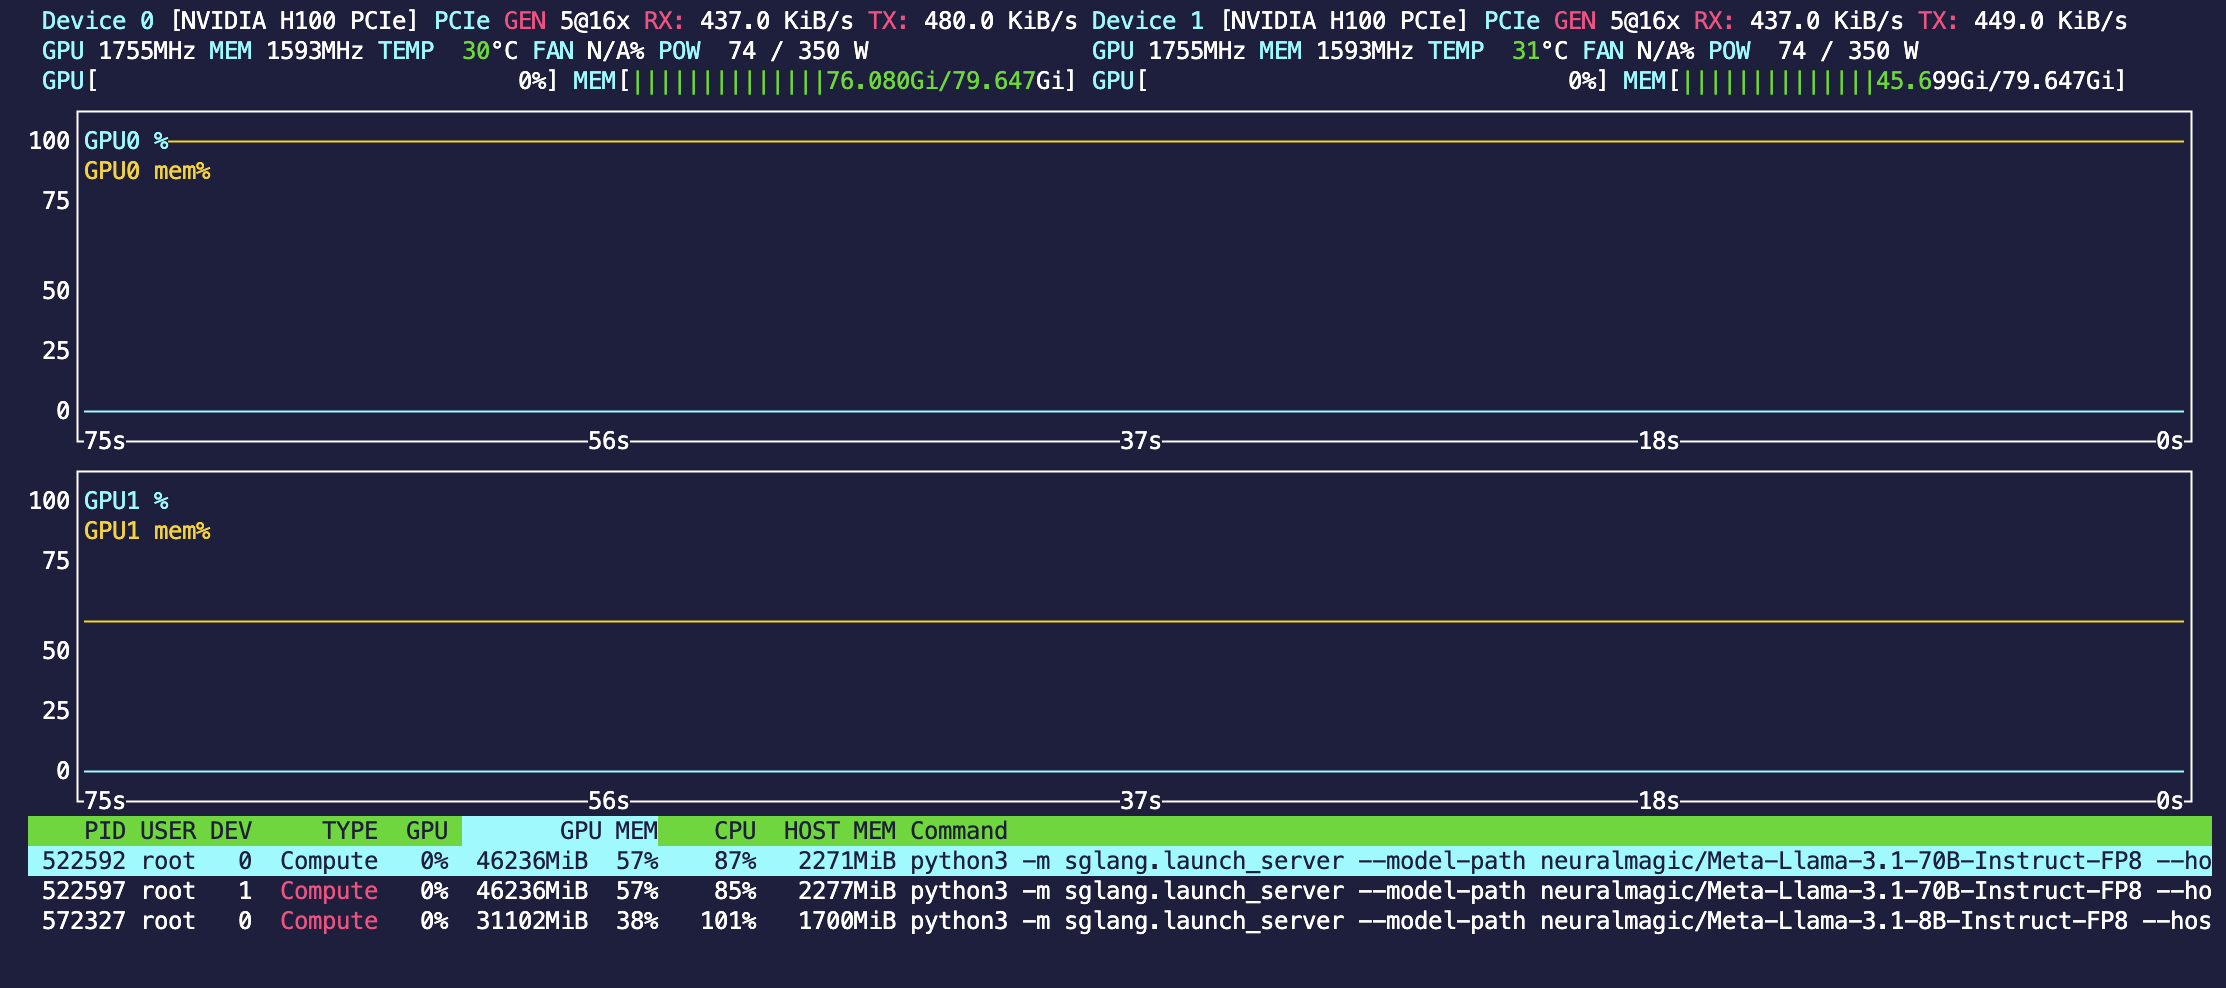 Device 0 [NVIDIA H100 PCIe] PCIe GEN 5@16x RX: 437.0 KiB/s TX: 480.0 KiB/s Device 1 [NVIDIA H100 PCIe] PCIe GEN 5@16x RX: 437.0 KiB/s TX: 449.0 KiB/s
GPU 1755MHz MEM 1593MHz TEMP  30°C FAN N/A% POW  74 / 350 W GPU 1755MHz MEM 1593MHz TEMP  31°C FAN N/A% POW  74 / 350 W
GPU[ 0%] MEM[||||||||||||||76.080Gi/79.647Gi] GPU[ 0%] MEM[||||||||||||||45.699Gi/79.647Gi]
100 GPU0 %
GPU0 mem%
75
50
25
0
75s 56s 37s 18s 0s
100 GPU1 %
GPU1 mem%
75
50
25
0
75s 56s 37s 18s 0s
PID USER DEV TYPE GPU GPU MEM CPU HOST MEM Command
522592 root 0 Compute 0% 46236MiB 57% 87% 2271MiB python3 -m sglang.launch_server --model-path neuralmagic/Meta-Llama-3.1-70B-Instruct-FP8 --ho
522597 root 1 Compute 0% 46236MiB 57% 85% 2277MiB python3 -m sglang.launch_server --model-path neuralmagic/Meta-Llama-3.1-70B-Instruct-FP8 --ho
572327 root 0 Compute 0% 31102MiB 38% 101% 1700MiB python3 -m sglang.launch_server --model-path neuralmagic/Meta-Llama-3.1-8B-Instruct-FP8 --hos